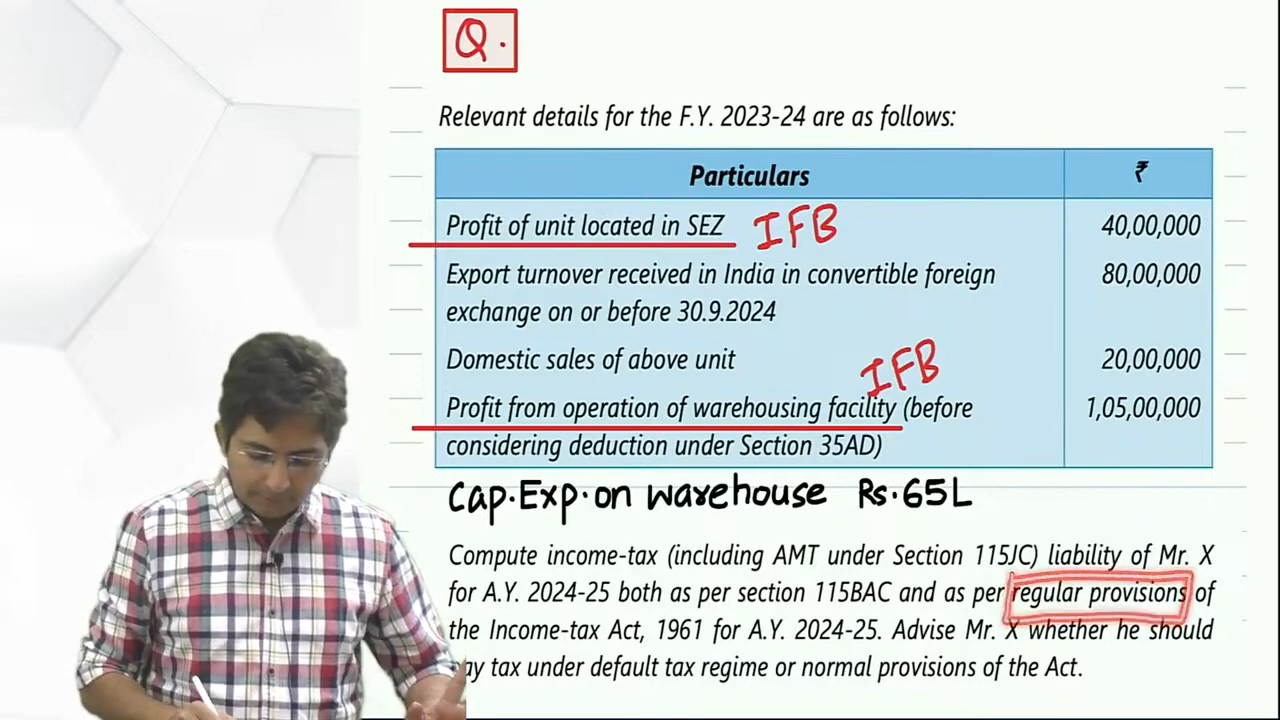 Q.
Relevant details for the F.Y. 2023-24 are as follows:
Particulars ₹
Profit of unit located in SEZ IFB 40,00,000
Export turnover received in India in convertible foreign 80,00,000
exchange on or before 30.9.2024
Domestic sales of above unit 20,00,000
IFB
Profit from operation of warehousing facility (before 1,05,00,000
considering deduction under Section 35AD)
Cap. Exp. on warehouse Rs. 65L
Compute income-tax (including AMT under Section 115JC) liability of Mr. X
for A.Y. 2024-25 both as per section 115BAC and as per regular provisions of
the Income-tax Act, 1961 for A.Y. 2024-25. Advise Mr. X whether he should
ay tax under default tax regime or normal provisions of the Act.